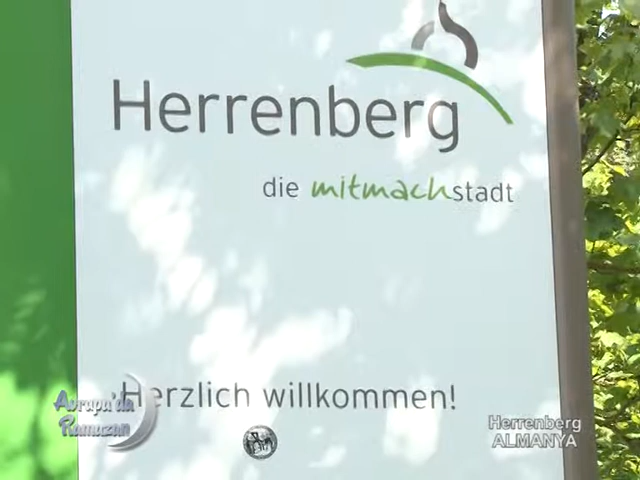 Herrenberg
die mitmachstadt
Herzlich willkommen!
Avrupa'da
Ramazan
Herrenberg
ALMANYA